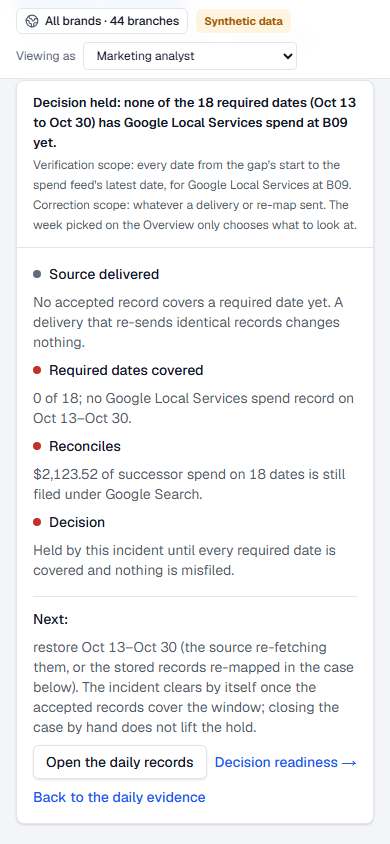 All brands · 44 branches
Synthetic data
Viewing as
Marketing analyst
Decision held: none of the 18 required dates (Oct 13
to Oct 30) has Google Local Services spend at B09
yet.
Verification scope: every date from the gap's start to the
spend feed's latest date, for Google Local Services at B09.
Correction scope: whatever a delivery or re-map sent. The
week picked on the Overview only chooses what to look at.
Source delivered
No accepted record covers a required date yet. A
delivery that re-sends identical records changes
nothing.
Required dates covered
0 of 18; no Google Local Services spend record on
Oct 13–Oct 30.
Reconciles
$2,123.52 of successor spend on 18 dates is still
filed under Google Search.
Decision
Held by this incident until every required date is
covered and nothing is misfiled.
Next:
restore Oct 13–Oct 30 (the source re-fetching
them, or the stored records re-mapped in the case
below). The incident clears by itself once the
accepted records cover the window; closing the
case by hand does not lift the hold.
Open the daily records
Decision readiness →
Back to the daily evidence